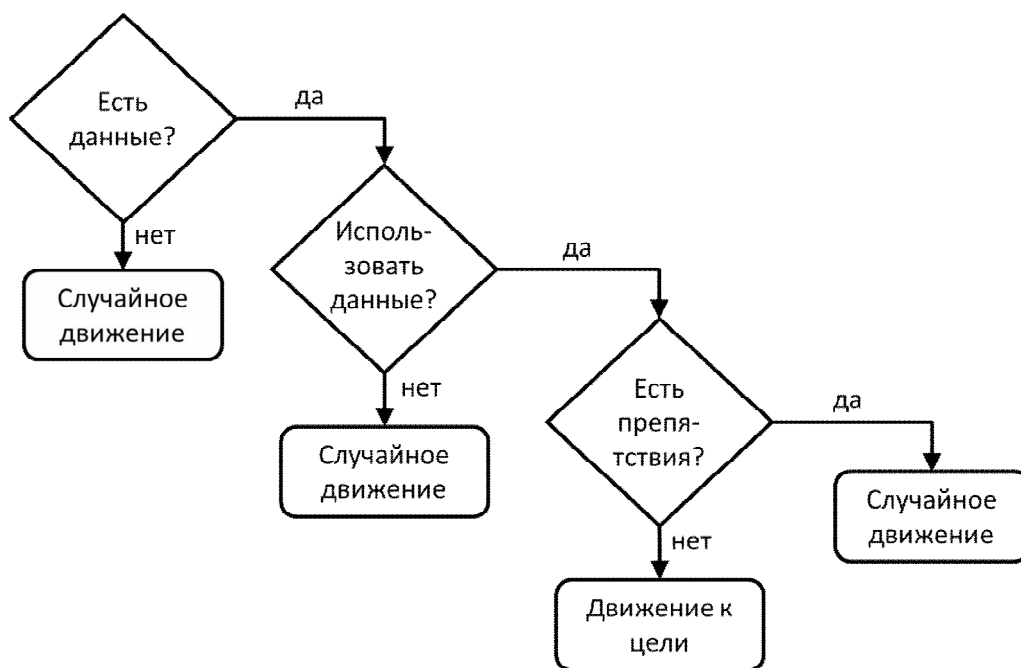 Есть
данные?
да
нет
Случайное
движение
Исполь-
зовать
данные?
да
нет
Случайное
движение
Есть
препя-
тствия?
да
нет
Случайное
движение
Движение к
цели